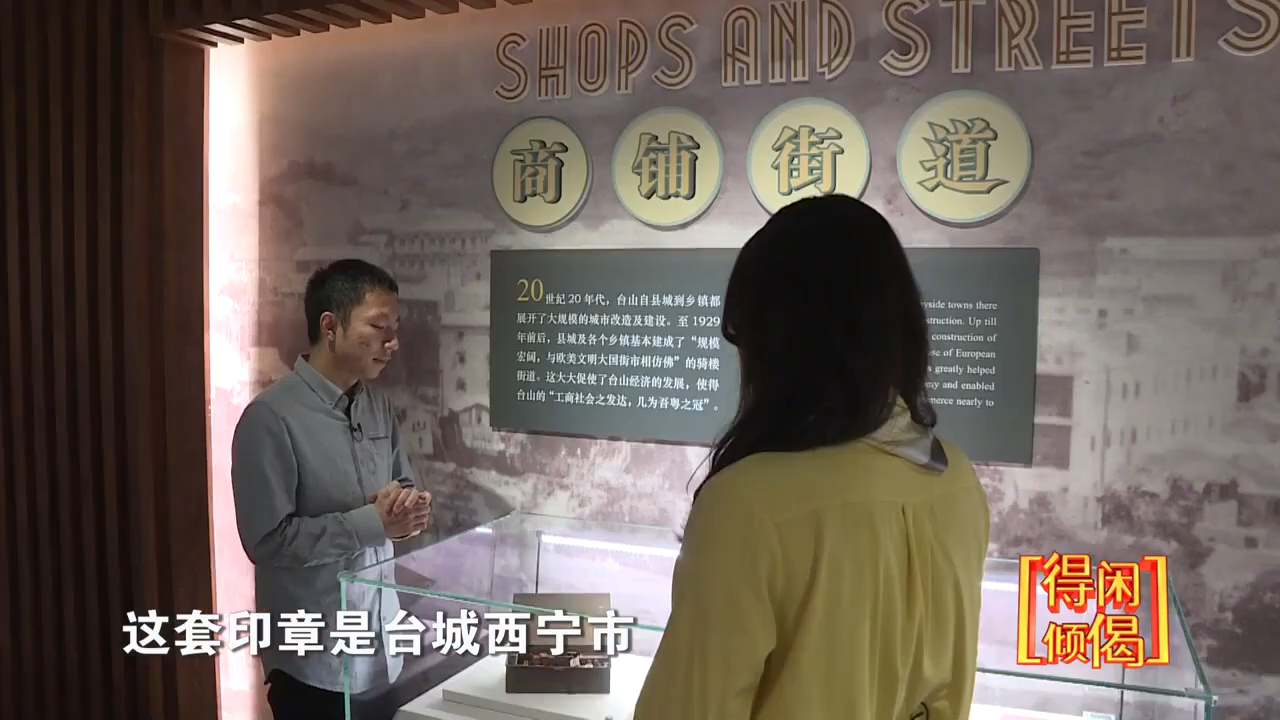 SHOPS AND STREETS
商铺街道
20世纪20年代，台山自县城到乡镇都
展开了大规模的城市改造及建设。至1929
年前后，县城及各个乡镇基本建成了“规模
宏阔，与欧美文明大国街市相仿佛”的骑楼
街道。这大大促使了台山经济的发展，使得
台山的“工商社会之发达，几为吾粤之冠”。
towns there
Up till
construction of
of European
greatly helped
and enabled
nearly to
这套印章是台城西宁市
得闲
倾偈